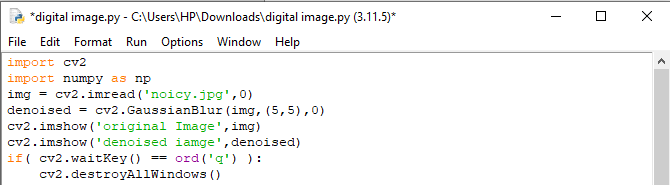 *digital image.py - C:\Users\HP\Downloads\digital image.py (3.11.5)*
File Edit Format Run Options Window Help
import cv2
import numpy as np
img = cv2.imread('noicy.jpg',0)
denoised = cv2.GaussianBlur(img,(5,5),0)
cv2.imshow('original Image',img)
cv2.imshow('denoised iamge',denoised)
if( cv2.waitKey() == ord('q') ):
    cv2.destroyAllWindows()